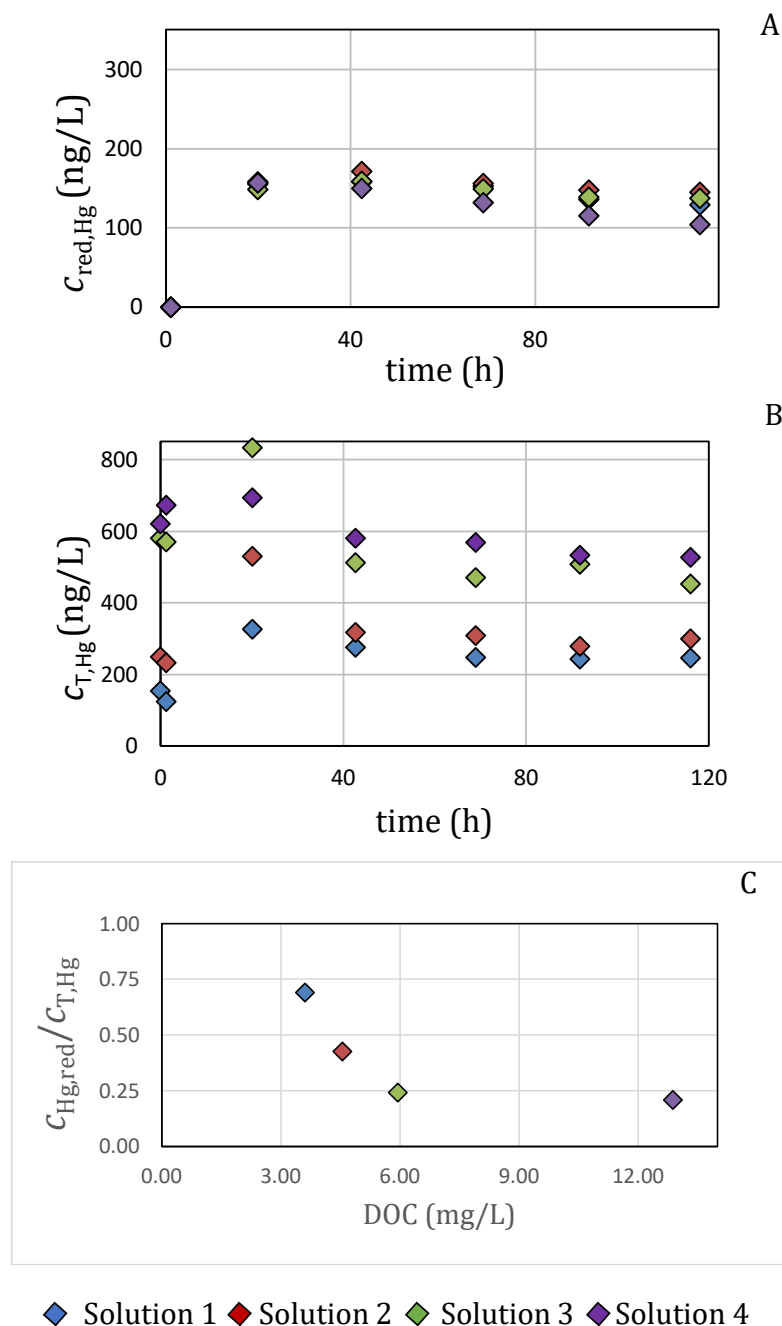 A
300
200
100
0
c_red,Hg (ng/L)
0 40 80
time (h)
B
800
600
400
200
0
c_T,Hg (ng/L)
0 40 80 120
time (h)
C
1.00
0.75
0.50
0.25
0.00
c_Hg,red/c_T,Hg
0.00 3.00 6.00 9.00 12.00
DOC (mg/L)
Solution 1 Solution 2 Solution 3 Solution 4